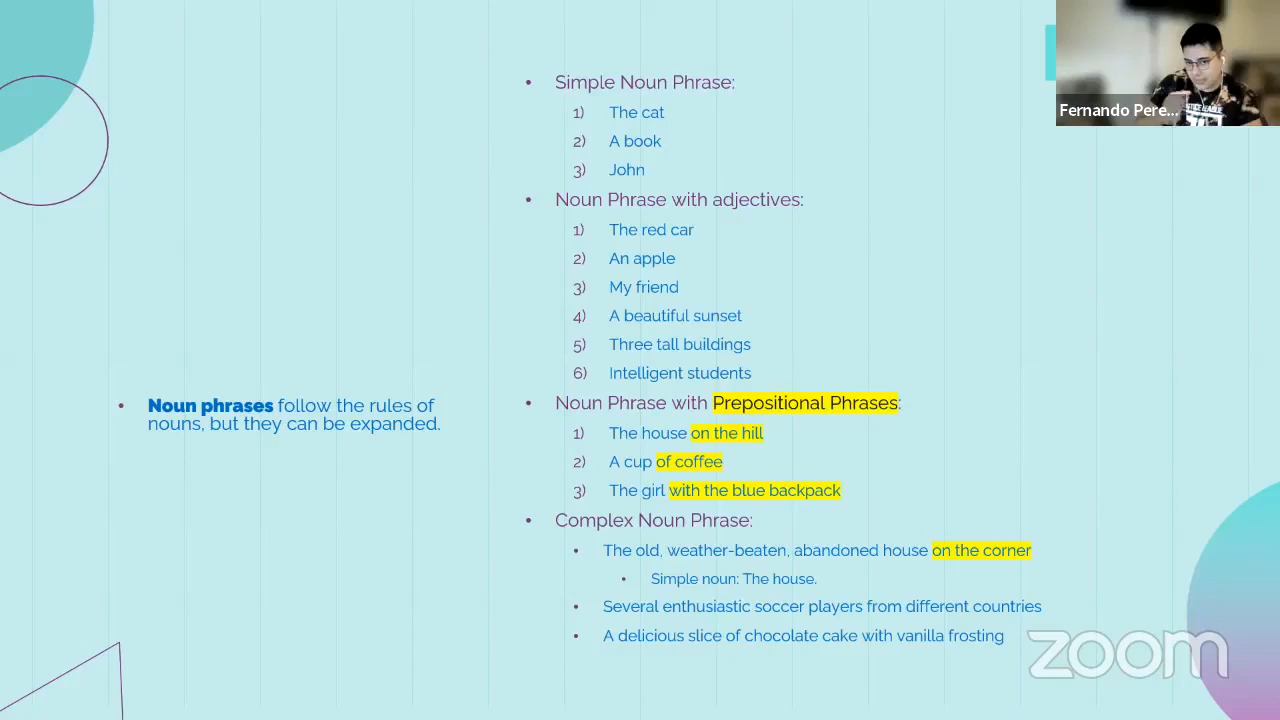 Noun phrases follow the rules of
nouns, but they can be expanded.
Simple Noun Phrase:
1) The cat
2) A book
3) John
Noun Phrase with adjectives:
1) The red car
2) An apple
3) My friend
4) A beautiful sunset
5) Three tall buildings
6) Intelligent students
Noun Phrase with Prepositional Phrases:
1) The house on the hill
2) A cup of coffee
3) The girl with the blue backpack
Complex Noun Phrase:
The old, weather-beaten, abandoned house on the corner
Simple noun: The house.
Several enthusiastic soccer players from different countries
A delicious slice of chocolate cake with vanilla frosting
Fernando Pere...
zoom